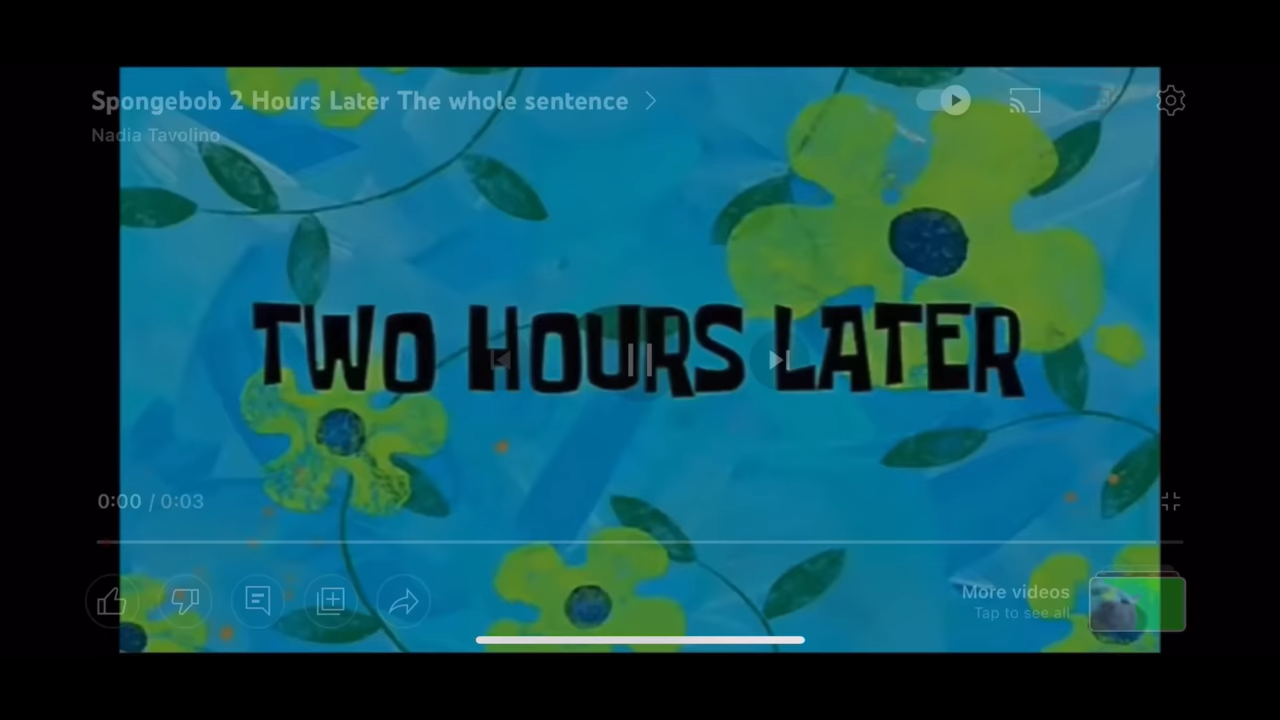 Spongebob 2 Hours Later The whole sentence
Nadia Tavolino
TWO HOURS LATER
0:00 / 0:03
More videos
Tap to see all